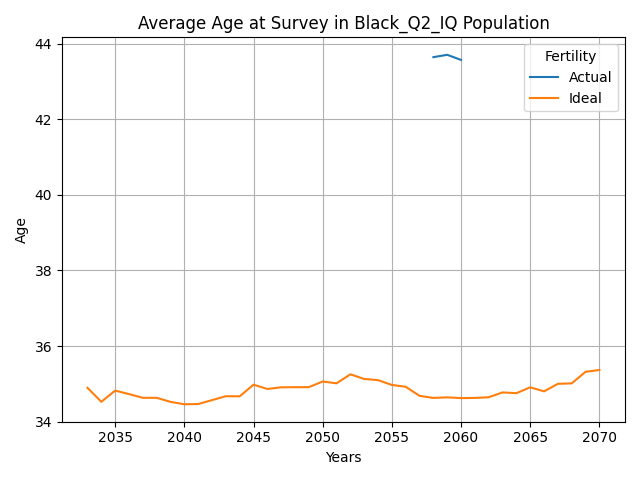 Average Age at Survey in Black_Q2_IQ Population
Fertility
Actual
Ideal
Age
44
42
40
38
36
34
2035 2040 2045 2050 2055 2060 2065 2070
Years